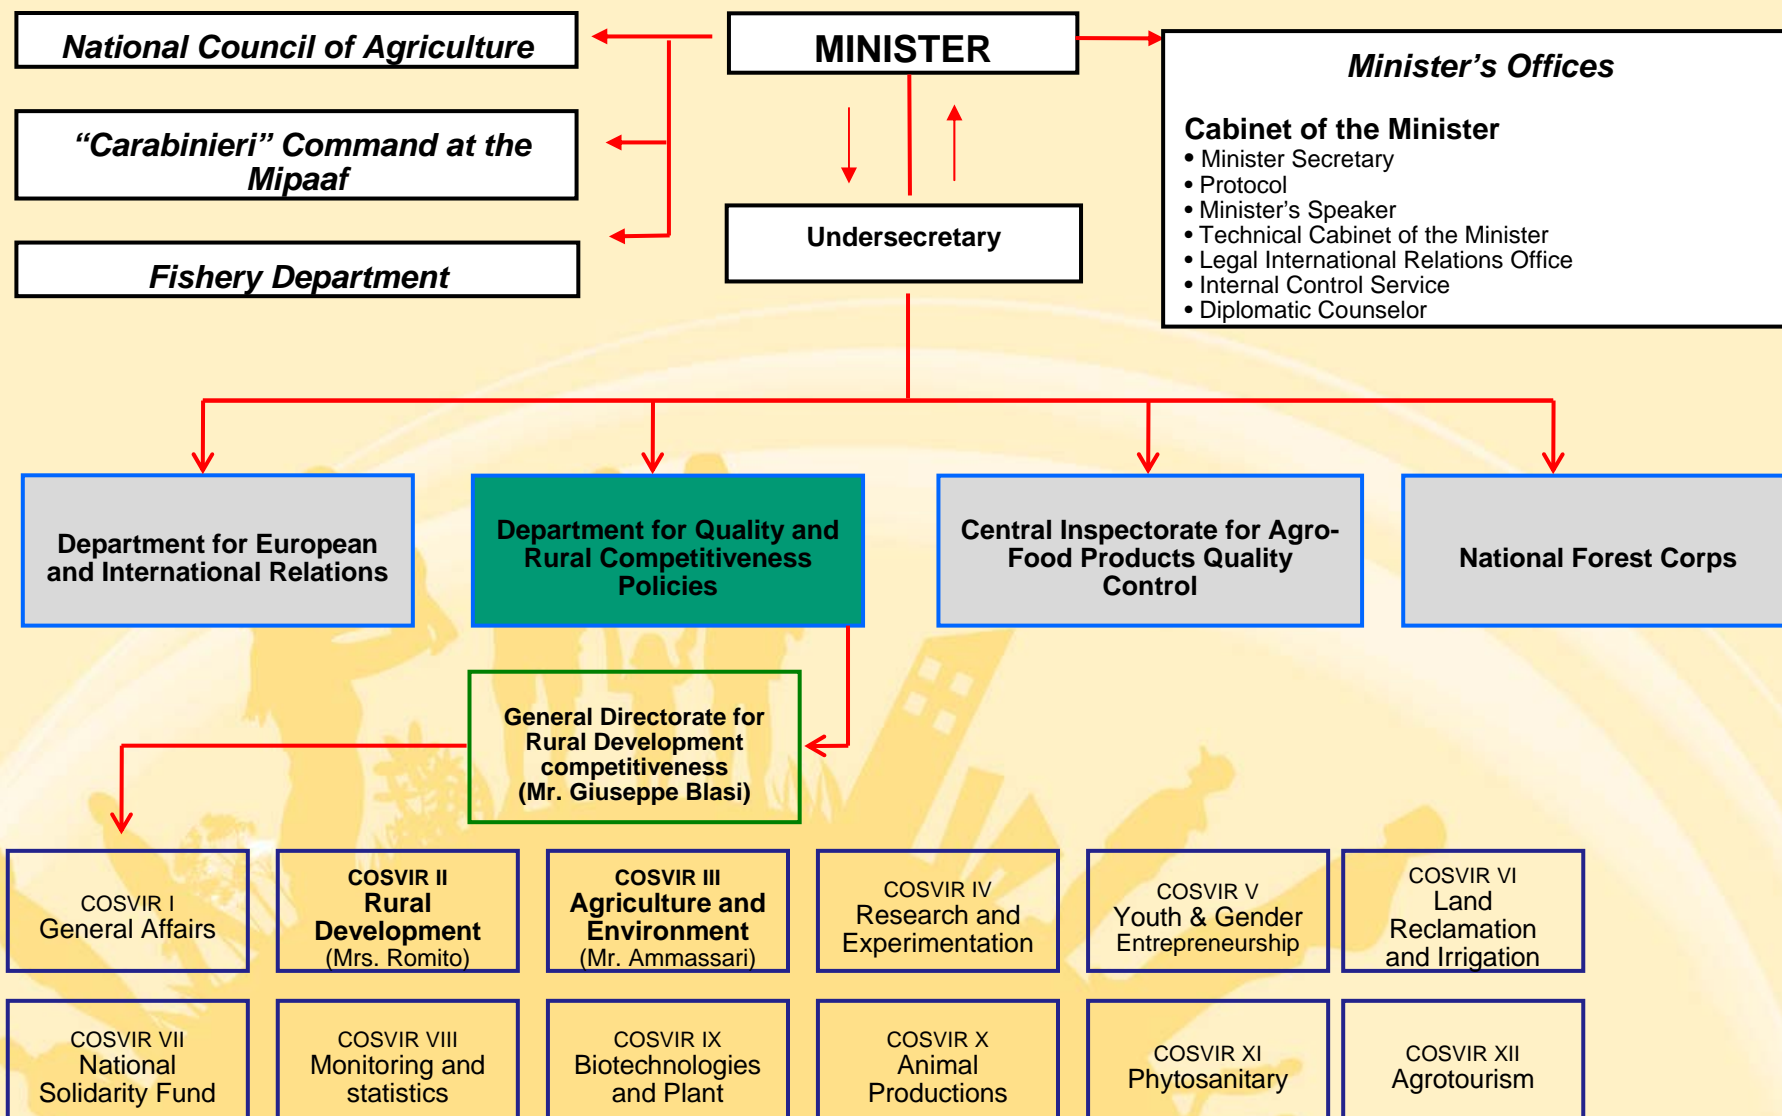 National Council of Agriculture
MINISTER
Minister’s Offices
Cabinet of the Minister
• Minister Secretary
• Protocol
• Minister’s Speaker
• Technical Cabinet of the Minister
• Legal International Relations Office
• Internal Control Service
• Diplomatic Counselor
“Carabinieri” Command at the
Mipaaf
Undersecretary
Fishery Department
Department for European
and International Relations
Department for Quality and
Rural Competitiveness
Policies
Central Inspectorate for Agro-
Food Products Quality
Control
National Forest Corps
General Directorate for
Rural Development
competitiveness
(Mr. Giuseppe Blasi)
COSVIR I
General Affairs
COSVIR II
Rural
Development
(Mrs. Romito)
COSVIR III
Agriculture and
Environment
(Mr. Ammassari)
COSVIR IV
Research and
Experimentation
COSVIR V
Youth & Gender
Entrepreneurship
COSVIR VI
Land
Reclamation
and Irrigation
COSVIR VII
National
Solidarity Fund
COSVIR VIII
Monitoring and
statistics
COSVIR IX
Biotechnologies
and Plant
COSVIR X
Animal
Productions
COSVIR XI
Phytosanitary
COSVIR XII
Agrotourism